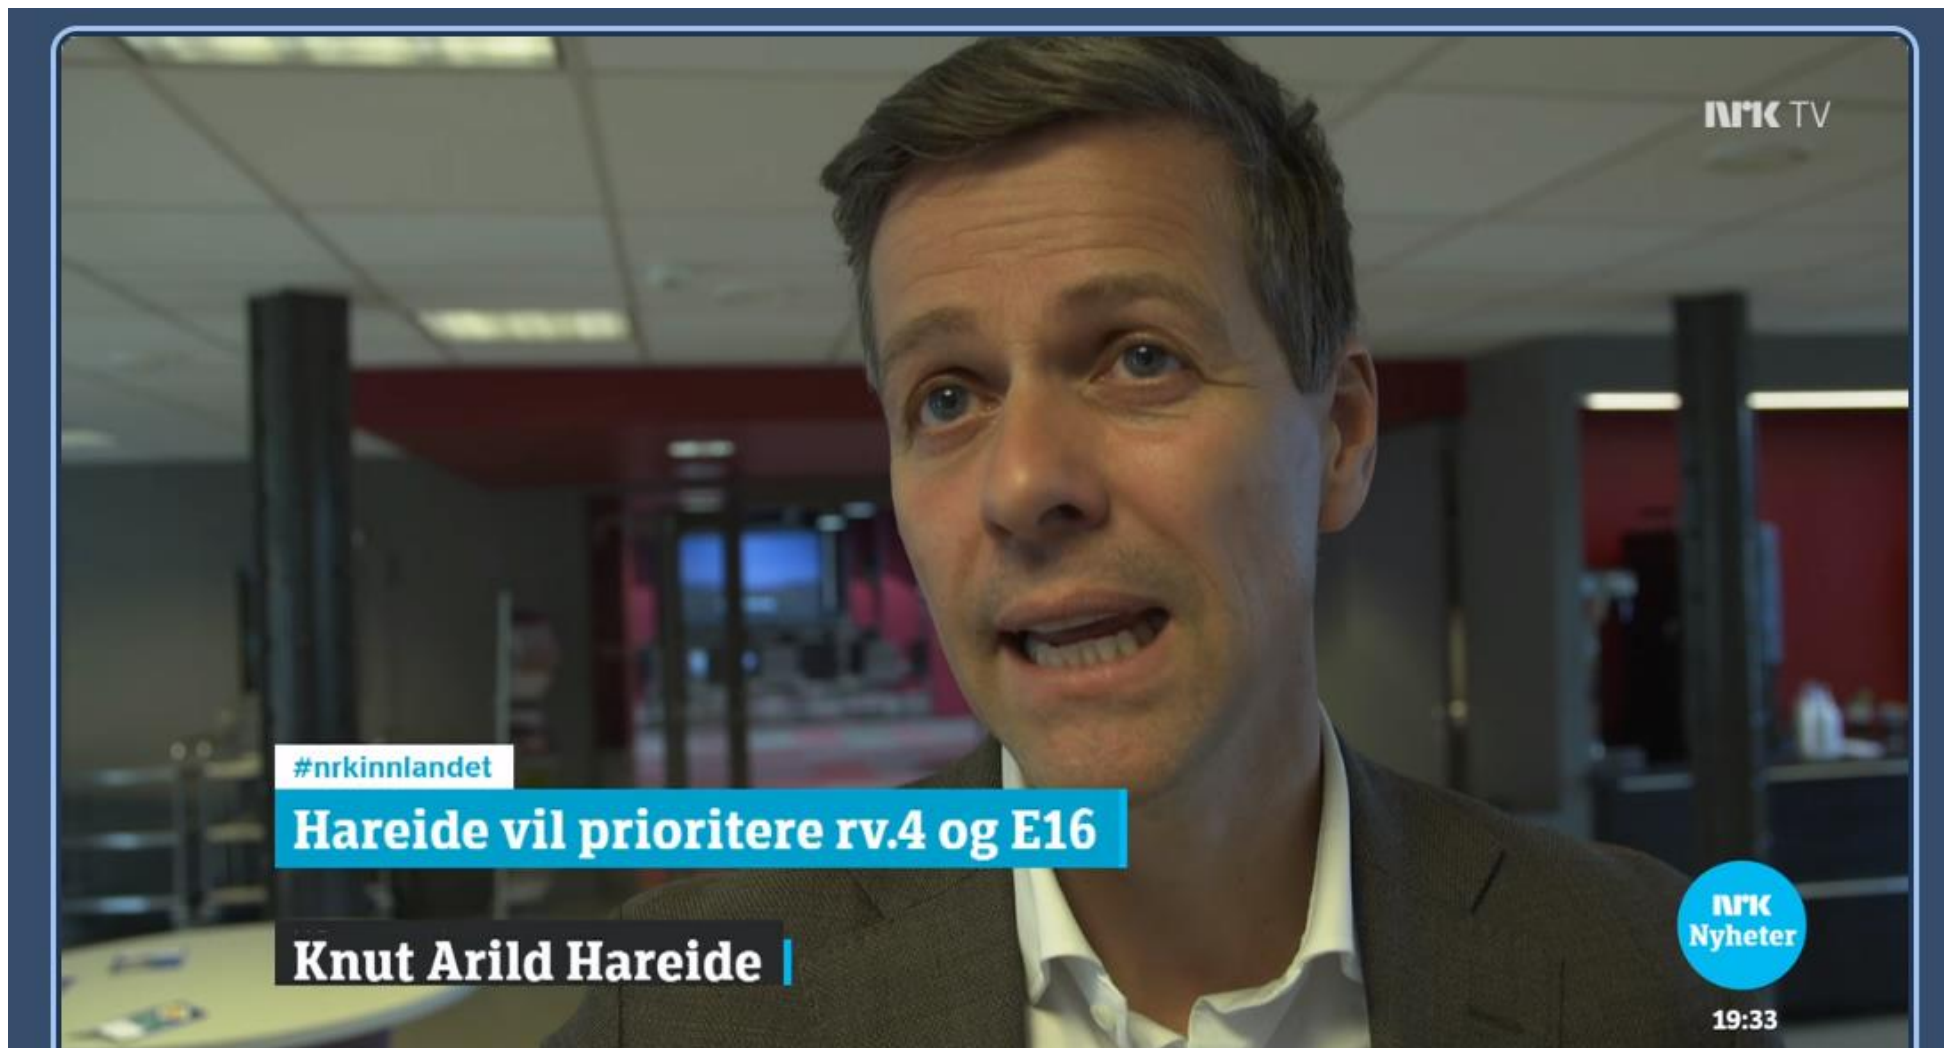 NRK TV
#nrkinnlandet
Hareide vil prioritere rv.4 og E16
Knut Arild Hareide
NRK
Nyheter
19:33